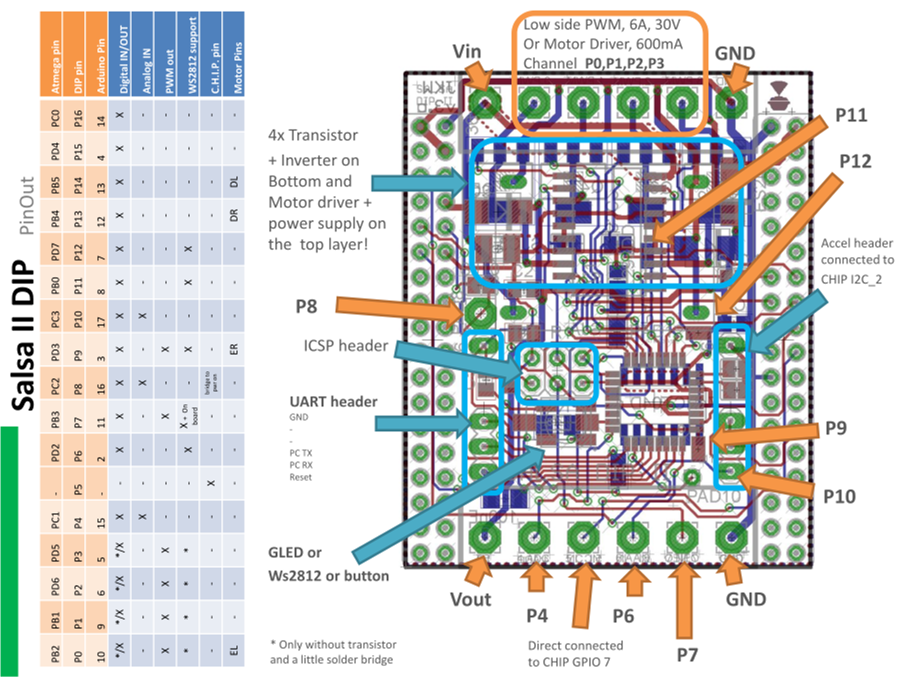 Salsa II DIP PinOut
Atmega pin PC0 PD4 PB5 PB4 PD7 PB0 PC3 PD3 PC2 PB3 PD2 - PC1 PD5 PD6 PB1 PB2
DIP pin P16 P15 P14 P13 P12 P11 P10 P9 P8 P7 P6 P5 P4 P3 P2 P1 P0
Arduino Pin 14 4 13 12 7 8 17 3 16 11 2 - 15 5 6 9 10
Digital IN/OUT X X X X X X X X X X X - X */X */X */X */X
Analog IN - - - - - - X - X - - - X - - - -
PWM out - - - - - - - X - X - - - X X X X
WS2812 support - - - - X X - X - X + On board X - - * * * *
C.H.I.P. pin - - - - - - - - bridge to pwr on - - X - - - - -
Motor Pins - - DL DR - - - ER - - - - - - - - EL
Low side PWM, 6A, 30V
Or Motor Driver, 600mA
Channel P0,P1,P2,P3
Vin
GND
P11
P12
4x Transistor
+ Inverter on
Bottom and
Motor driver +
power supply on
the top layer!
Accel header
connected to
CHIP I2C_2
P8
ICSP header
UART header
GND
-
-
PC TX
PC RX
Reset
P9
P10
PAD10
GLED or
Ws2812 or button
Vout
P4
P6
P7
GND
Direct connected
to CHIP GPIO 7
* Only without transistor
and a little solder bridge